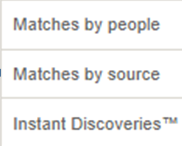 Matches by people
Matches by source
Instant Discoveries™